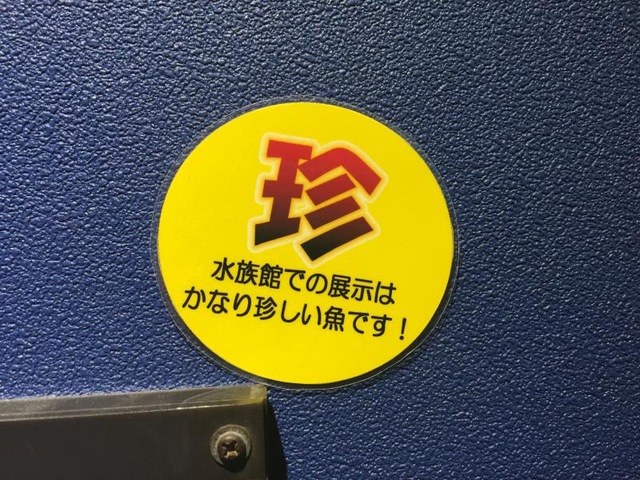 珍
水族館での展示は
かなり珍しい魚です!